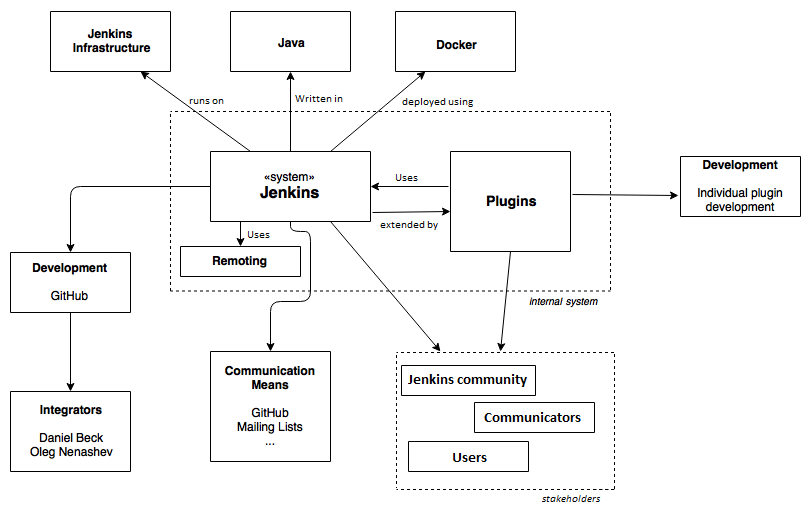 Jenkins
Infrastructure
Java
Docker
runs on
Written in
deployed using
«system»
Jenkins
Uses
extended by
Plugins
Development
Individual plugin
development
Uses
Remoting
internal system
Development
GitHub
Integrators
Daniel Beck
Oleg Nenashev
Communication
Means
GitHub
Mailing Lists
...
Jenkins community
Communicators
Users
stakeholders